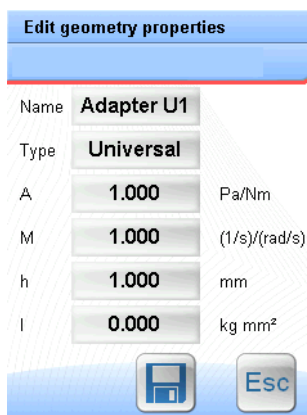 Edit geometry properties
Name Adapter U1
Type Universal
A 1.000 Pa/Nm
M 1.000 (1/s)/(rad/s)
h 1.000 mm
I 0.000 kg mm²
Esc